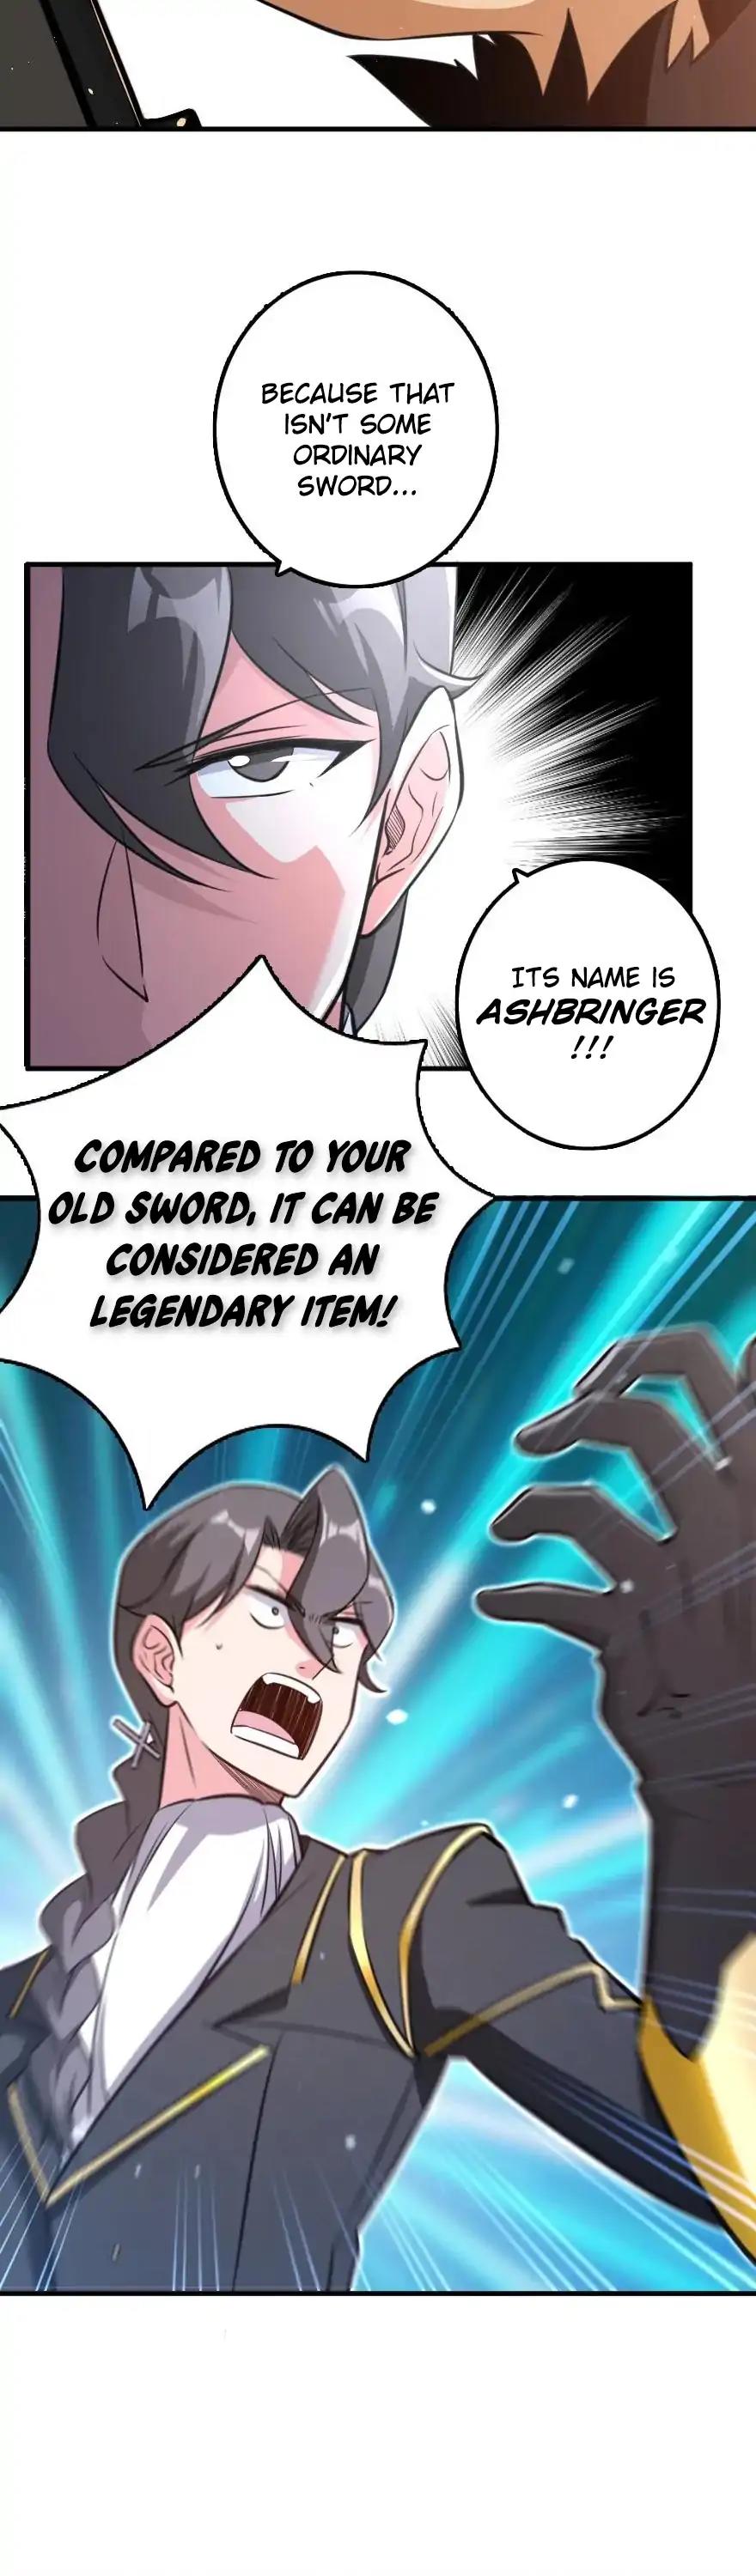 BECAUSE THAT
ISN'T SOME
ORDINARY
SWORD...
ITS NAME IS
ASHBRINGER
!!!
COMPARED TO YOUR
OLD SWORD, IT CAN BE
CONSIDERED AN
LEGENDARY ITEM!